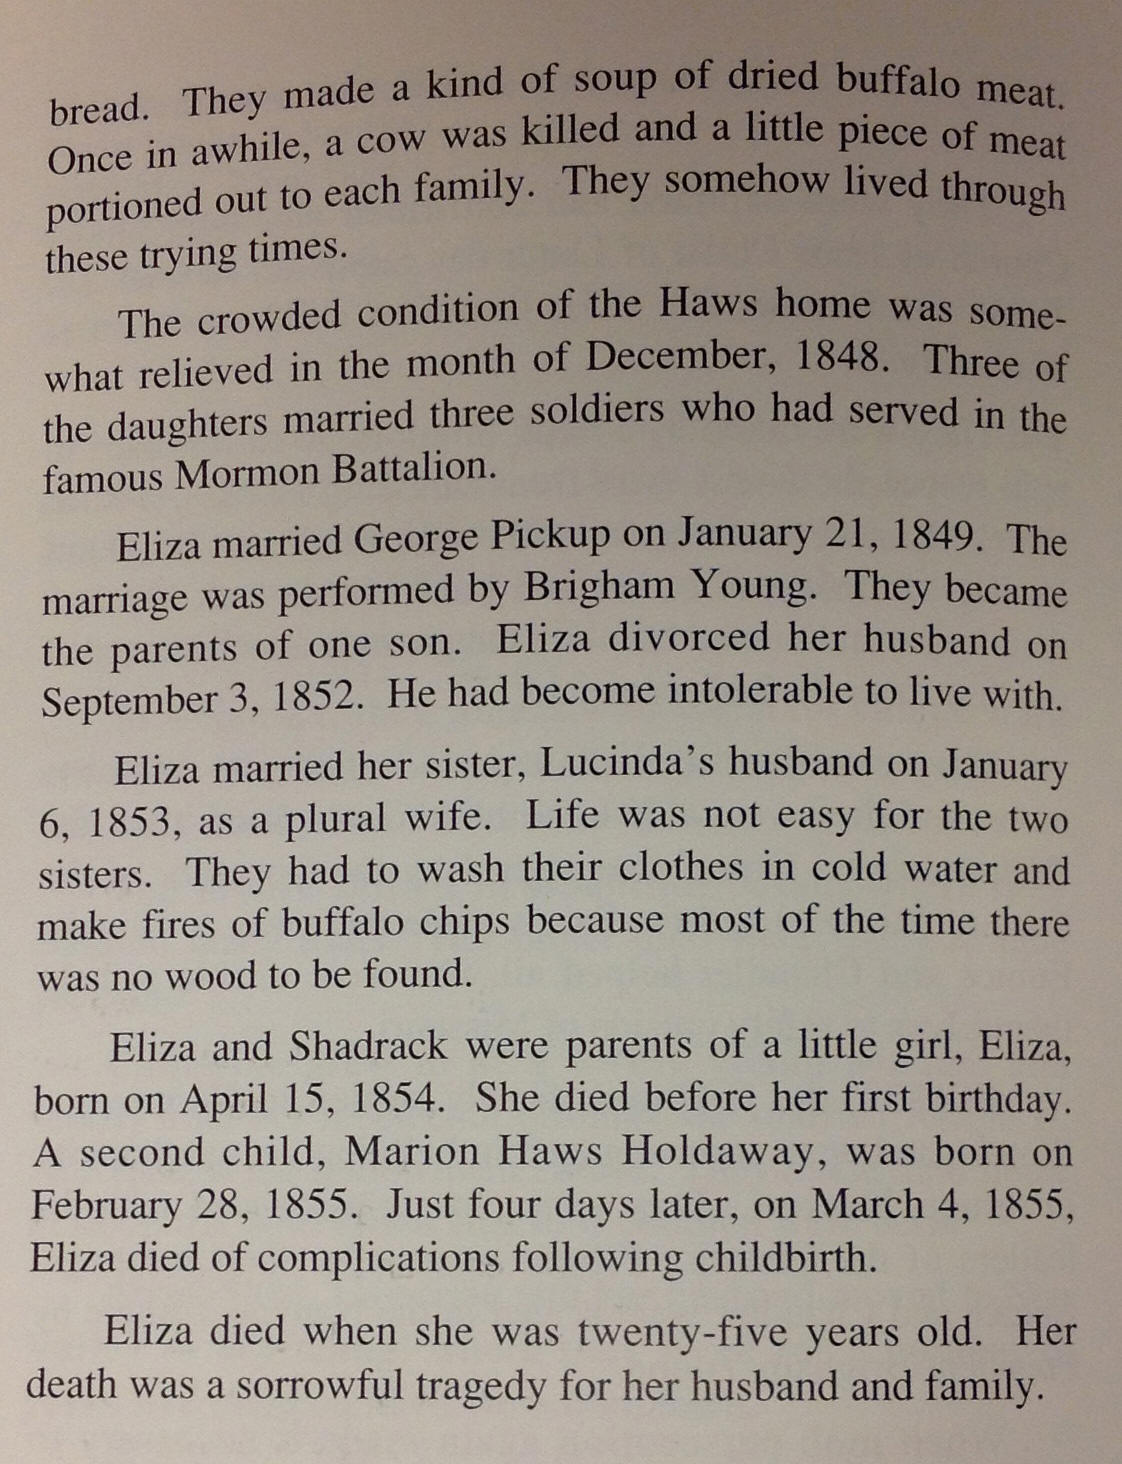 bread. They made a kind of soup of dried buffalo meat.
Once in awhile, a cow was killed and a little piece of meat
portioned out to each family. They somehow lived through
these trying times.
The crowded condition of the Haws home was some-
what relieved in the month of December, 1848. Three of
the daughters married three soldiers who had served in the
famous Mormon Battalion.
Eliza married George Pickup on January 21, 1849. The
marriage was performed by Brigham Young. They became
the parents of one son. Eliza divorced her husband on
September 3, 1852. He had become intolerable to live with.
Eliza married her sister, Lucinda's husband on January
6, 1853, as a plural wife. Life was not easy for the two
sisters. They had to wash their clothes in cold water and
make fires of buffalo chips because most of the time there
was no wood to be found.
Eliza and Shadrack were parents of a little girl, Eliza,
born on April 15, 1854. She died before her first birthday.
A second child, Marion Haws Holdaway, was born on
February 28, 1855. Just four days later, on March 4, 1855,
Eliza died of complications following childbirth.
Eliza died when she was twenty-five years old. Her
death was a sorrowful tragedy for her husband and family.